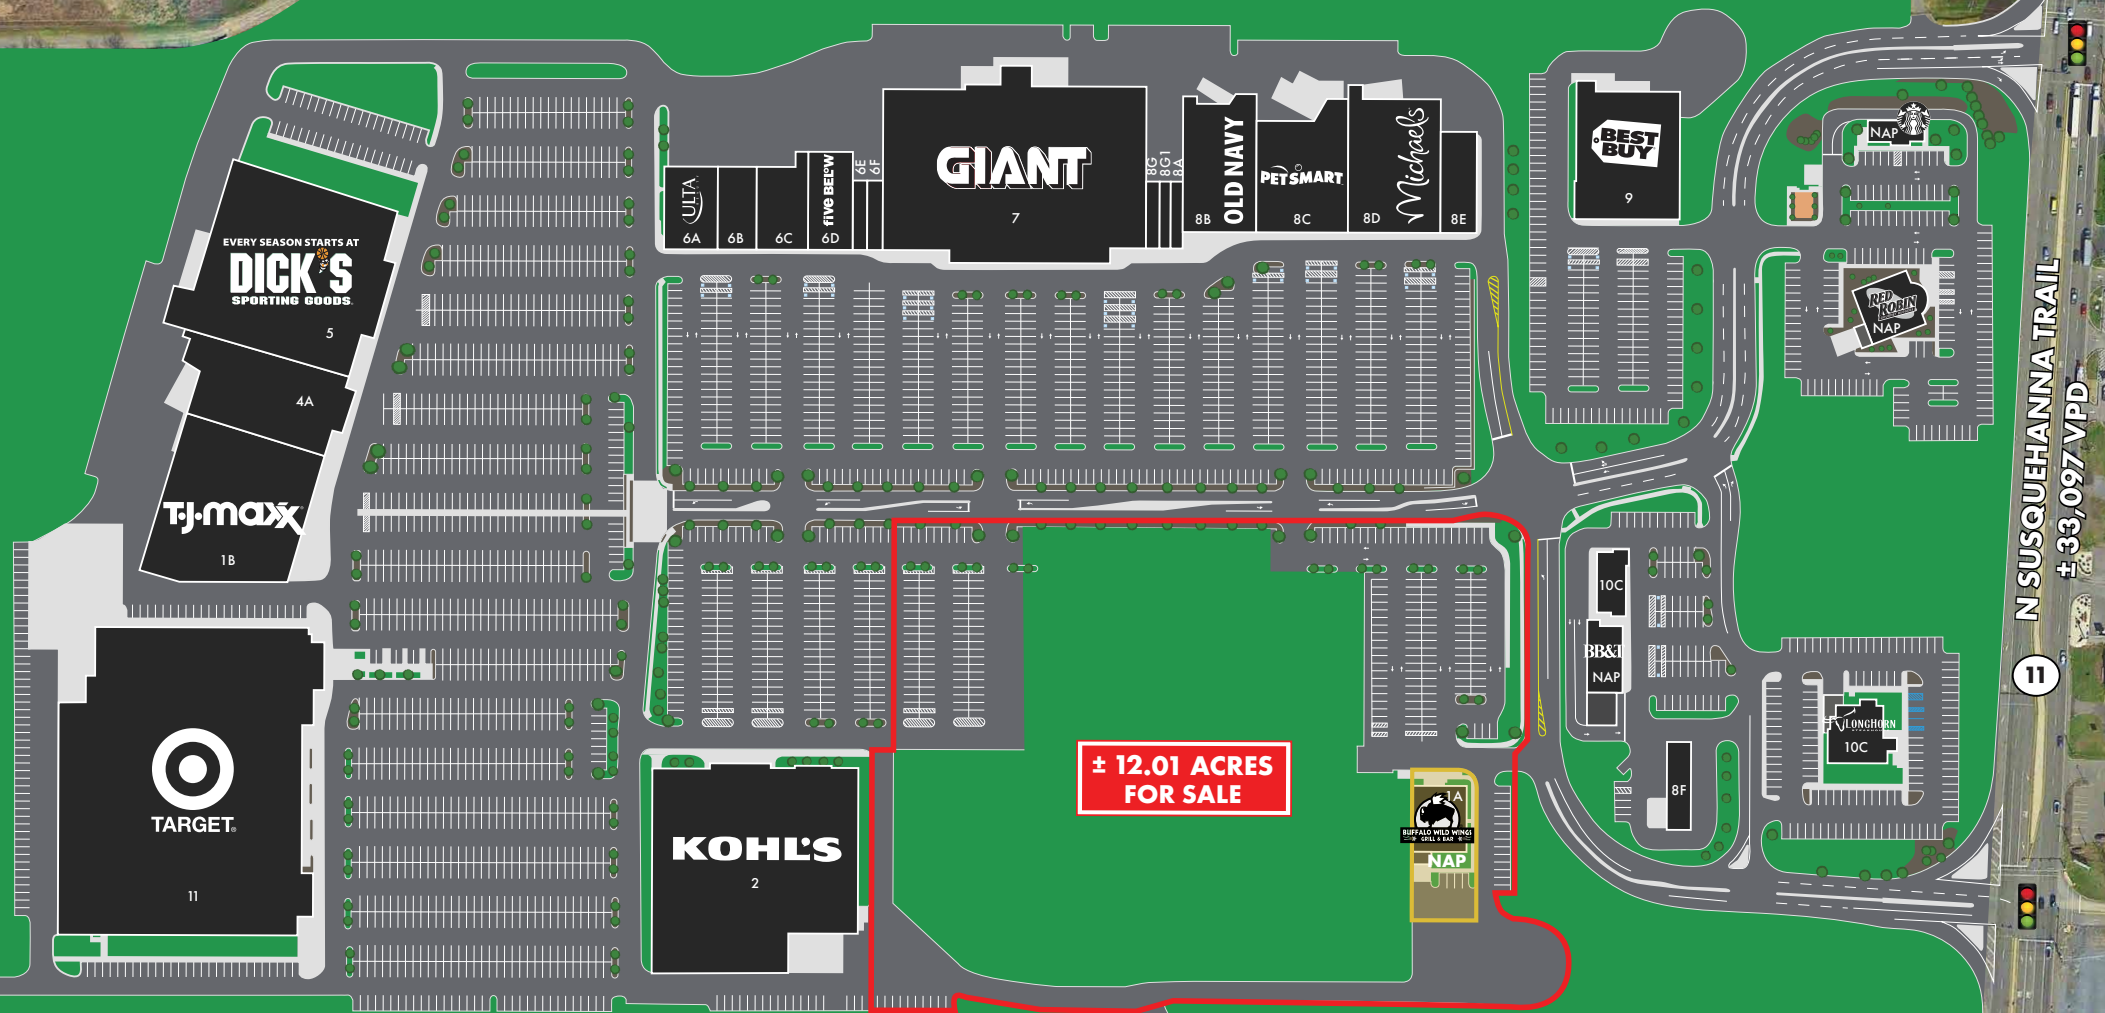 EVERY SEASON STARTS AT
DICK'S
SPORTING GOODS
5
4A
T·J·maxx
1B
TARGET
11
KOHL'S
2
ULTA
6A
6B
6C
five BEL°W
6D
6E
6F
GIANT
7
8G
8G1
8A
8B
OLD NAVY
PETSMART
8C
Michaels
8D
8E
BEST
BUY
9
NAP
RED
ROBIN
NAP
10C
BB&T
NAP
8F
LONGHORN
10C
± 12.01 ACRES
FOR SALE
1A
BUFFALO WILD WINGS
GRILL & BAR
NAP
N SUSQUEHANNA TRAIL
± 33,097 VPD
11